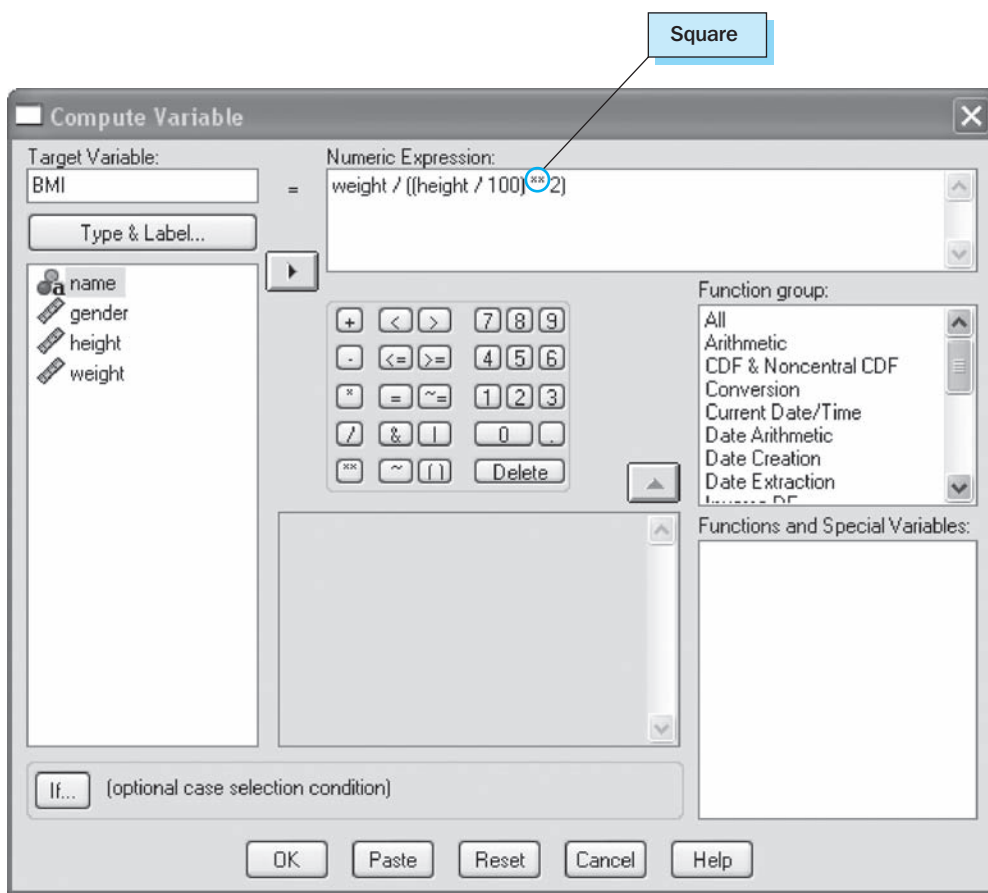 Square
Compute Variable
Target Variable:
BMI
=
Numeric Expression:
weight / ((height / 100) ** 2)
Type & Label...
name
gender
height
weight
+ < > 7 8 9
- <= >= 4 5 6
* = ~= 1 2 3
/ & | 0 .
** ~ ( ) Delete
Function group:
All
Arithmetic
CDF & Noncentral CDF
Conversion
Current Date/Time
Date Arithmetic
Date Creation
Date Extraction
Inverse DF
Functions and Special Variables:
If... (optional case selection condition)
OK Paste Reset Cancel Help